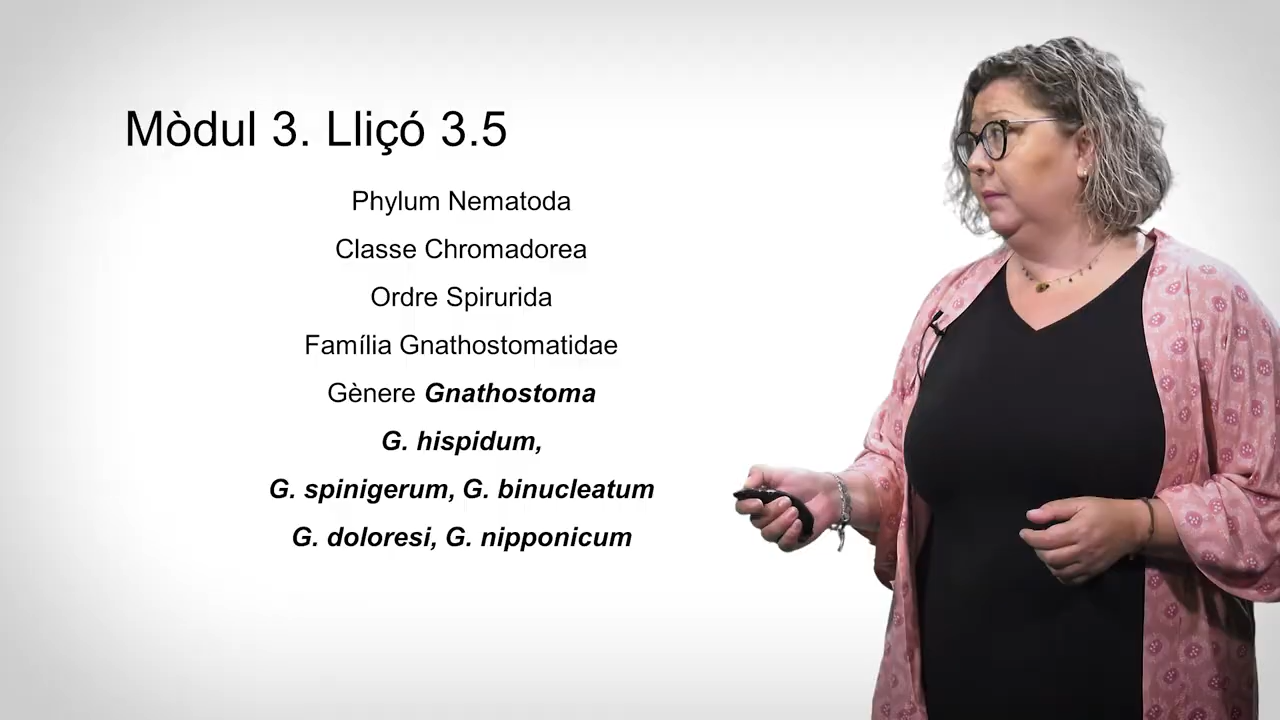 Mòdul 3. Lliçó 3.5
Phylum Nematoda
Classe Chromadorea
Ordre Spirurida
Família Gnathostomatidae
Gènere Gnathostoma
G. hispidum,
G. spinigerum, G. binucleatum
G. doloresi, G. nipponicum